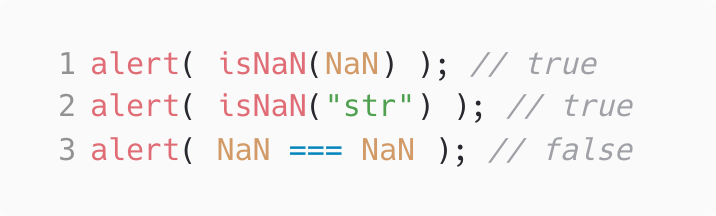 1 alert( isNaN(NaN) ); // true
2 alert( isNaN("str") ); // true
3 alert( NaN === NaN ); // false